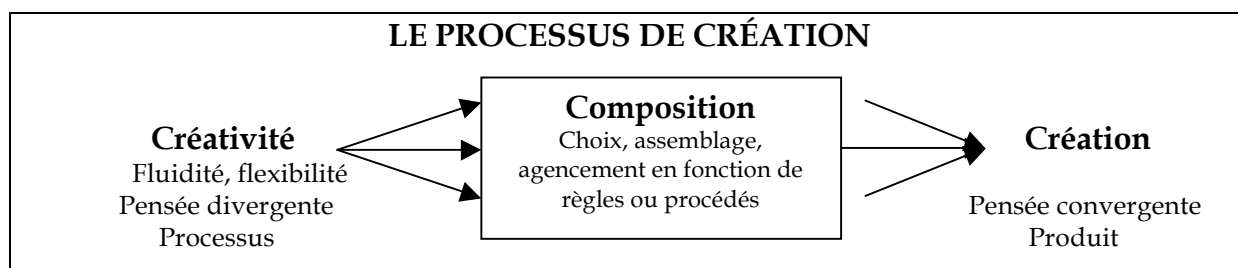 LE PROCESSUS DE CRÉATION
Créativité
Fluidité, flexibilité
Pensée divergente
Processus
Composition
Choix, assemblage,
agencement en fonction de
règles ou procédés
Création
Pensée convergente
Produit